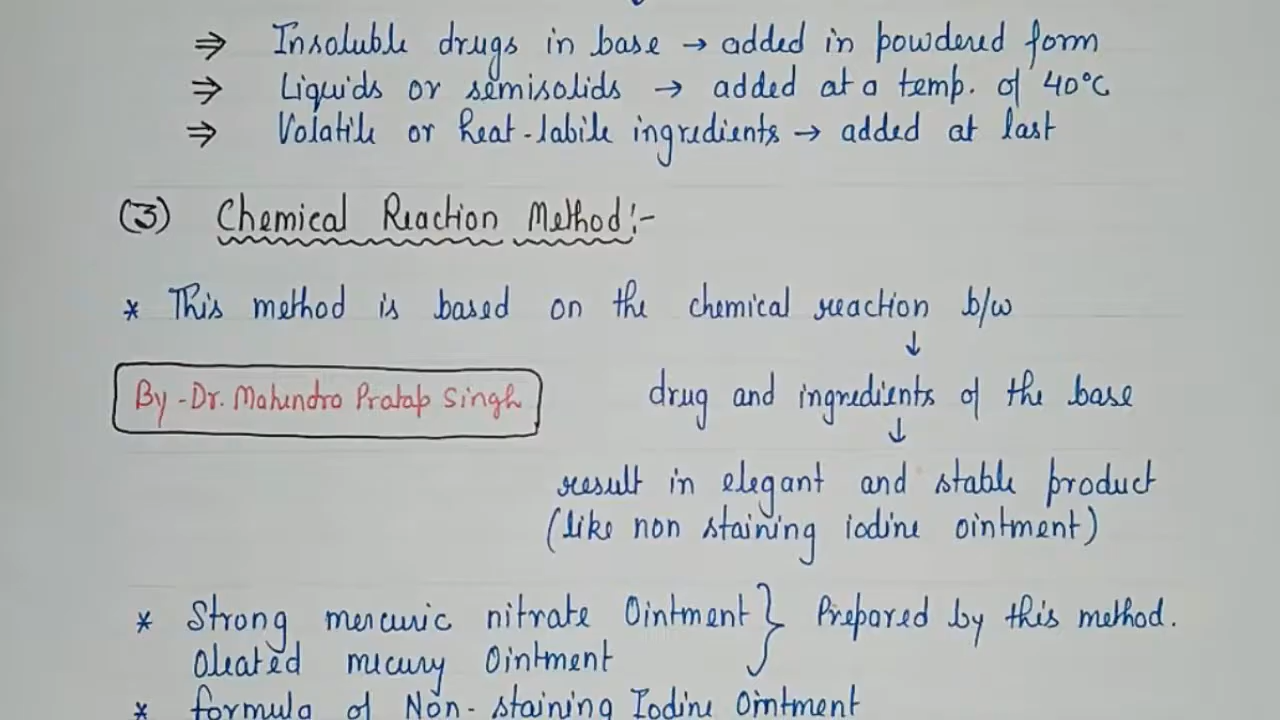 ⇒ Insoluble drugs in base → added in powdered form
⇒ Liquids or semisolids → added at a temp. of 40°C
⇒ Volatile or heat-labile ingredients → added at last
(3) Chemical Reaction Method:-
* This method is based on the chemical reaction b/w
↓
By - Dr. Mahendra Pratap Singh
drug and ingredients of the base
↓
result in elegant and stable product
(like non staining iodine ointment)
* Strong mercuric nitrate Ointment } Prepared by this method.
Oleated mecury Ointment
* formula of Non-staining Iodine Ointment